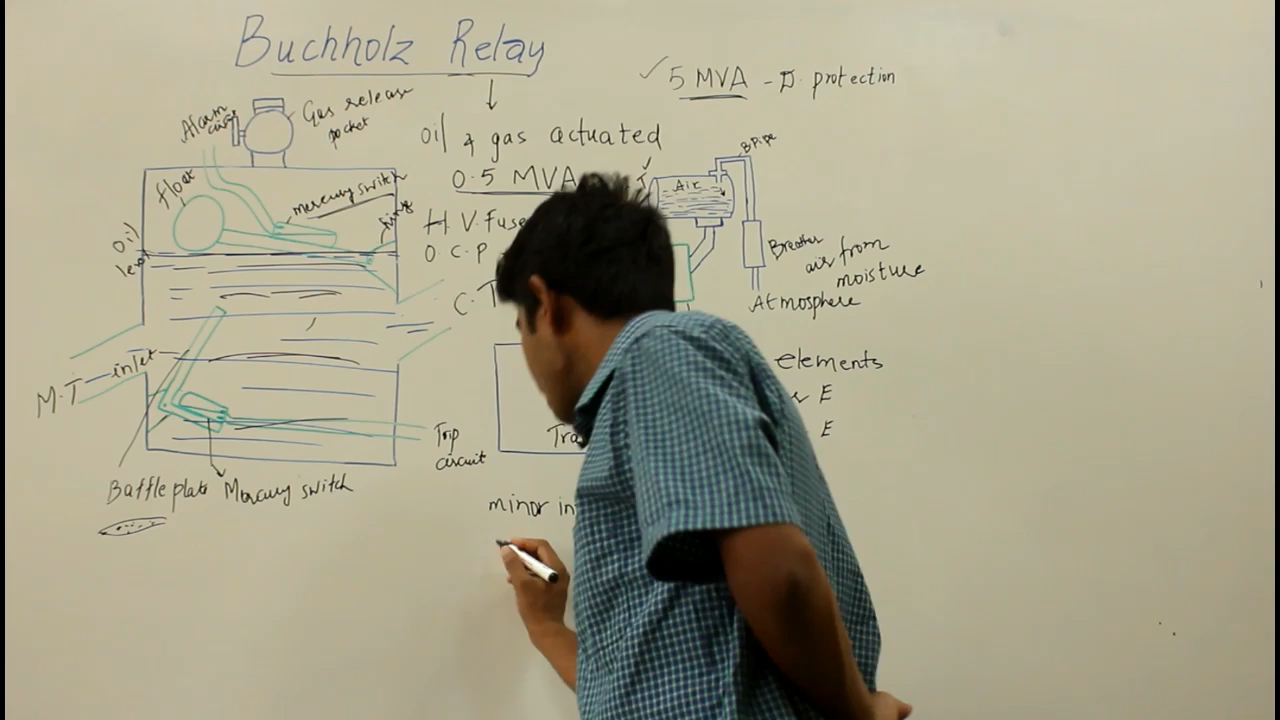 Buchholz Relay
✓ 5 MVA - D. protection
Gas release
pocket
Alarm
Oil & gas actuated
0.5 MVA
Float
mercury switch
hinge
Oil
level
H.V. Fuse
O C.P
C.T
B.Pipe
Air
Breather
air from
moisture
Atmosphere
M.T inlet
Trip
circuit
elements
E
E
Tra
Baffle plate Mercury switch
minor in